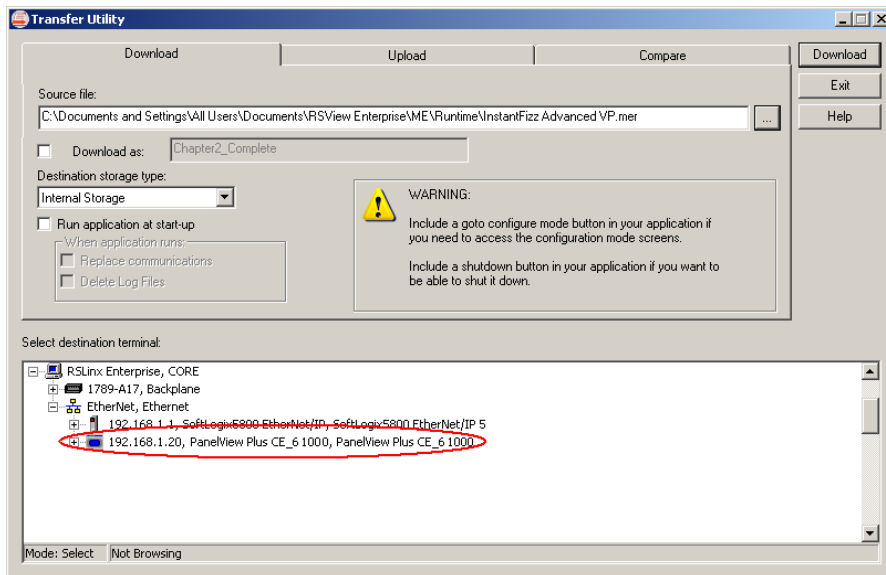 Transfer Utility
Download
Upload
Compare
Download
Exit
Help
Source file:
C:\Documents and Settings\All Users\Documents\RSView Enterprise\ME\Runtime\InstantFizz Advanced VP.mer
...
Download as:
Chapter2_Complete
Destination storage type:
Internal Storage
Run application at start-up
When application runs:
Replace communications
Delete Log Files
WARNING:
Include a goto configure mode button in your application if
you need to access the configuration mode screens.
Include a shutdown button in your application if you want to
be able to shut it down.
Select destination terminal:
RSLinx Enterprise, CORE
1789-A17, Backplane
EtherNet, Ethernet
192.168.1.1, SoftLogix5800 EtherNet/IP, SoftLogix5800 EtherNet/IP 5
192.168.1.20, PanelView Plus CE_6 1000, PanelView Plus CE_6 1000
Mode: Select
Not Browsing